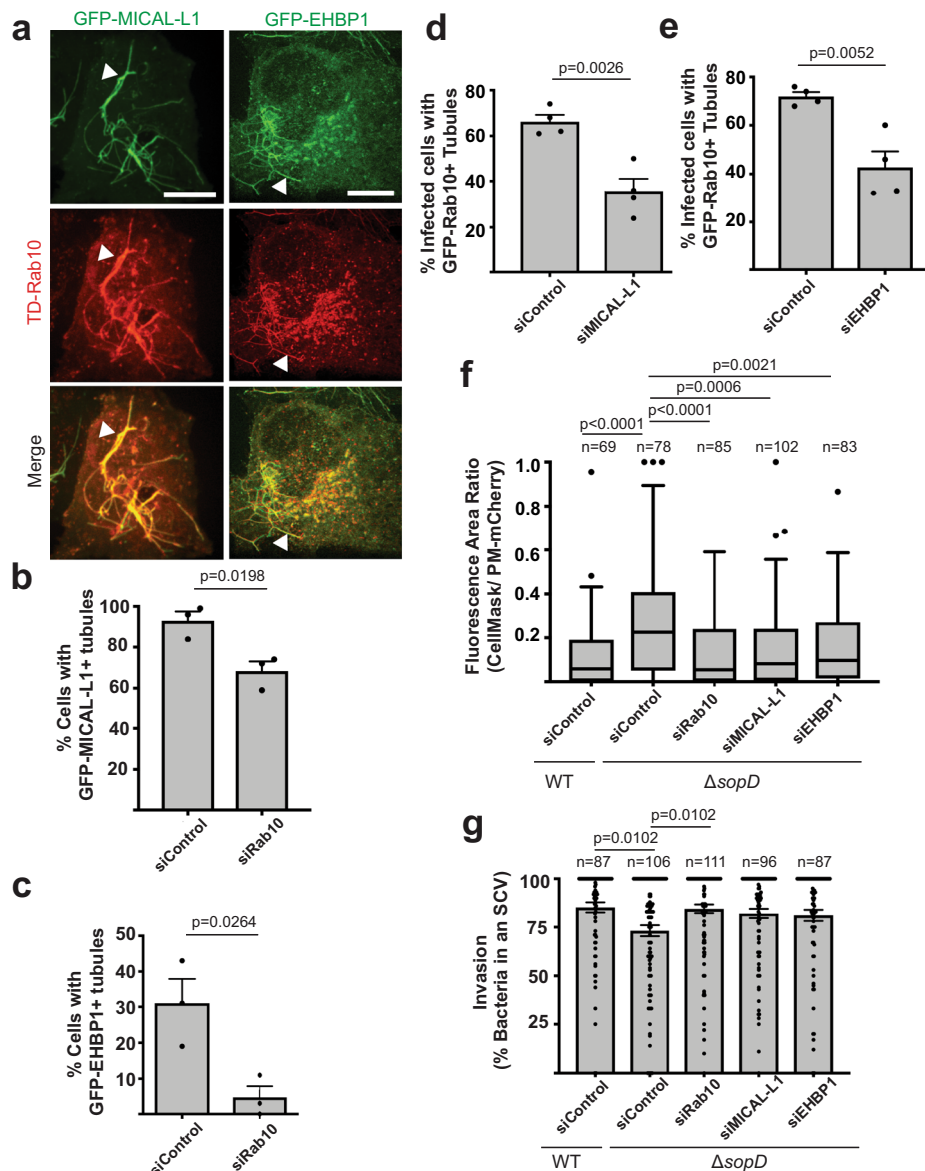 a
GFP-MICAL-L1
GFP-EHBP1
TD-Rab10
Merge
b
p=0.0198
% Cells with
GFP-MICAL-L1+ tubules
100
80
60
40
20
siControl
siRab10
c
p=0.0264
% Cells with
GFP-EHBP1+ tubules
50
40
30
20
10
siControl
siRab10
d
p=0.0026
% Infected cells with
GFP-Rab10+ Tubules
80
60
40
20
siControl
siMICAL-L1
e
p=0.0052
% Infected cells with
GFP-Rab10+ Tubules
80
60
40
20
siControl
siEHBP1
f
p=0.0021
p=0.0006
p<0.0001
p<0.0001
n=69
n=78
n=85
n=102
n=83
Fluorescence Area Ratio
(CellMask/ PM-mCherry)
1.0
0.8
0.6
0.4
0.2
siControl
siControl
siRab10
siMICAL-L1
siEHBP1
WT
ΔsopD
g
p=0.0102
p=0.0102
n=87
n=106
n=111
n=96
n=87
Invasion
(% Bacteria in an SCV)
100
75
50
25
siControl
siControl
siRab10
siMICAL-L1
siEHBP1
WT
ΔsopD